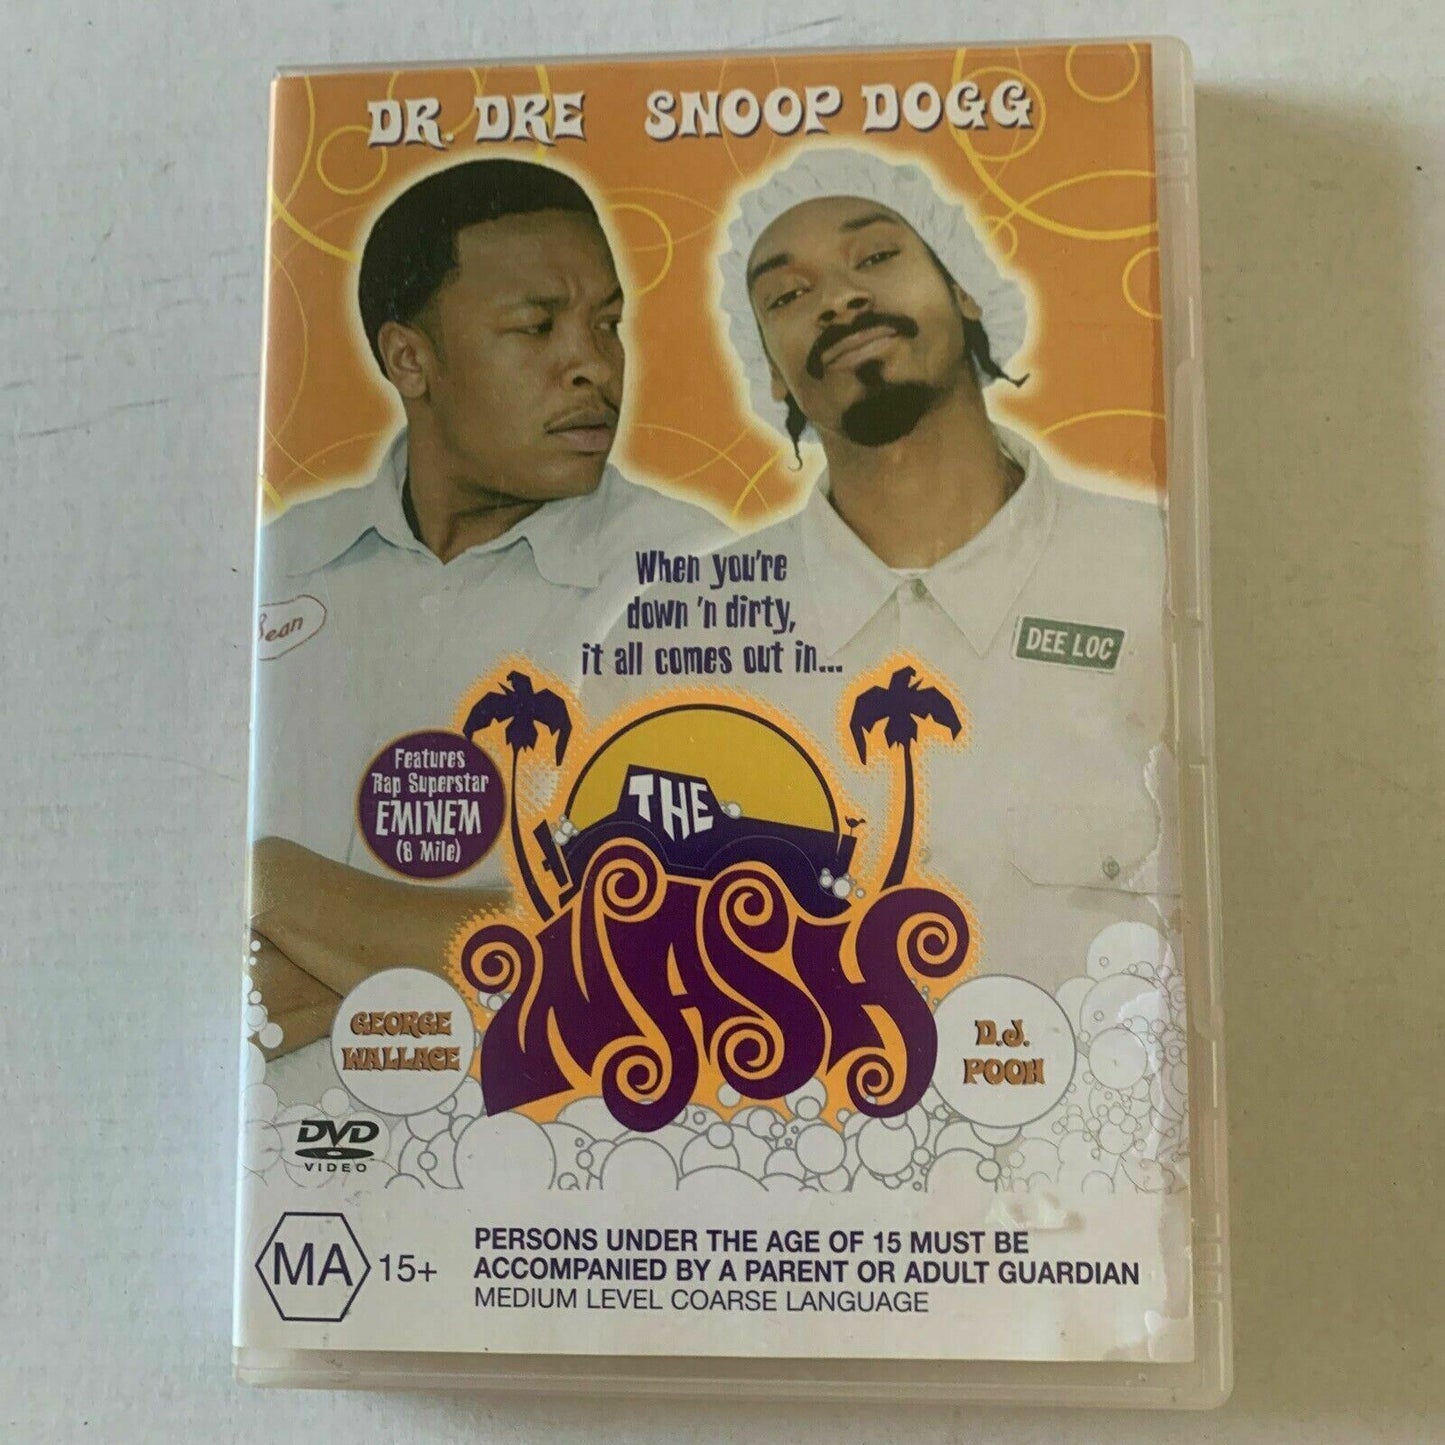 DR. DRE SNOOP DOGG
When you're
down 'n dirty,
it all comes out in...
Bean
DEE LOC
Features
Rap Superstar
EMINEM
(8 Mile)
THE
WASH
GEORGE
WALLACE
D.J.
POOH
DVD
VIDEO
MA 15+
PERSONS UNDER THE AGE OF 15 MUST BE
ACCOMPANIED BY A PARENT OR ADULT GUARDIAN
MEDIUM LEVEL COARSE LANGUAGE